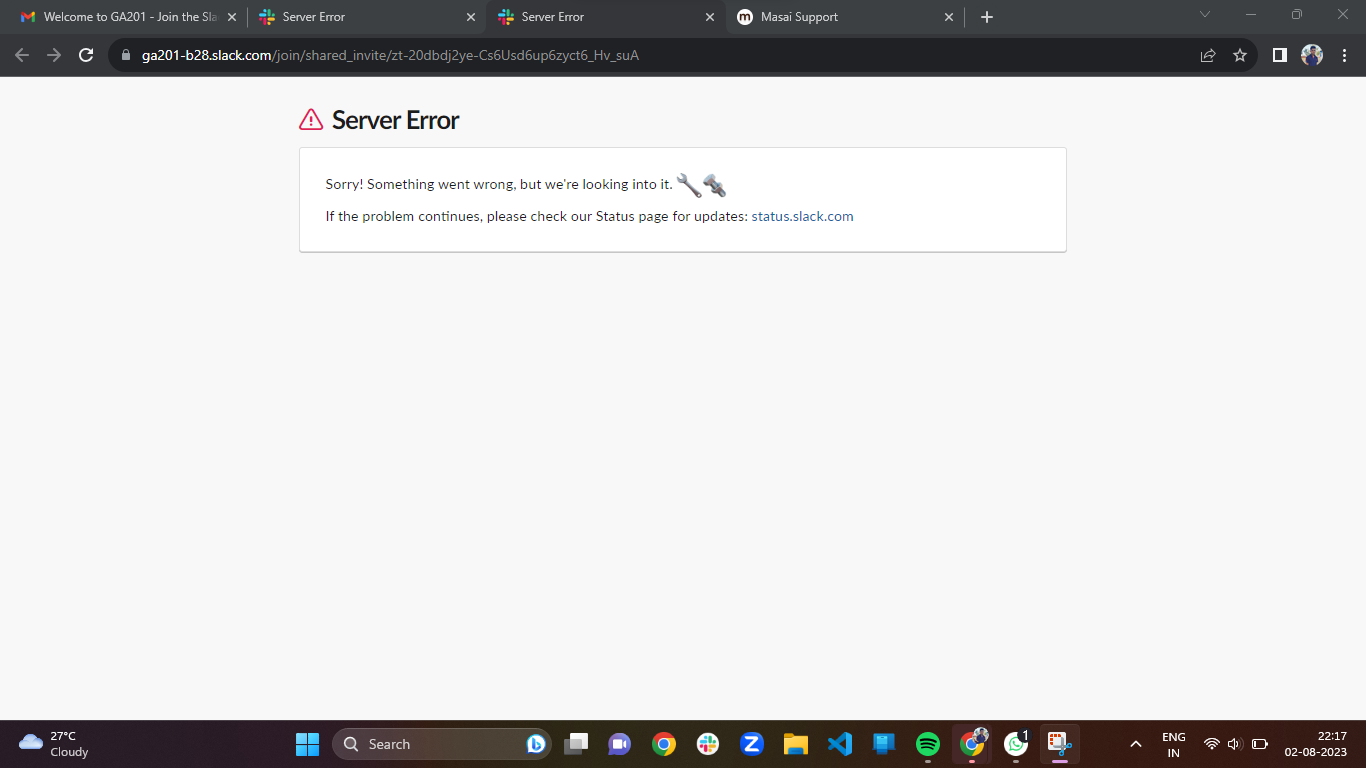 Welcome to GA201 - Join the Sla
Server Error
Server Error
Masai Support
ga201-b28.slack.com/join/shared_invite/zt-20dbdj2ye-Cs6Usd6up6zyct6_Hv_suA
Server Error
Sorry! Something went wrong, but we're looking into it.
If the problem continues, please check our Status page for updates: status.slack.com
27°C
Cloudy
Search
1
ENG
IN
22:17
02-08-2023